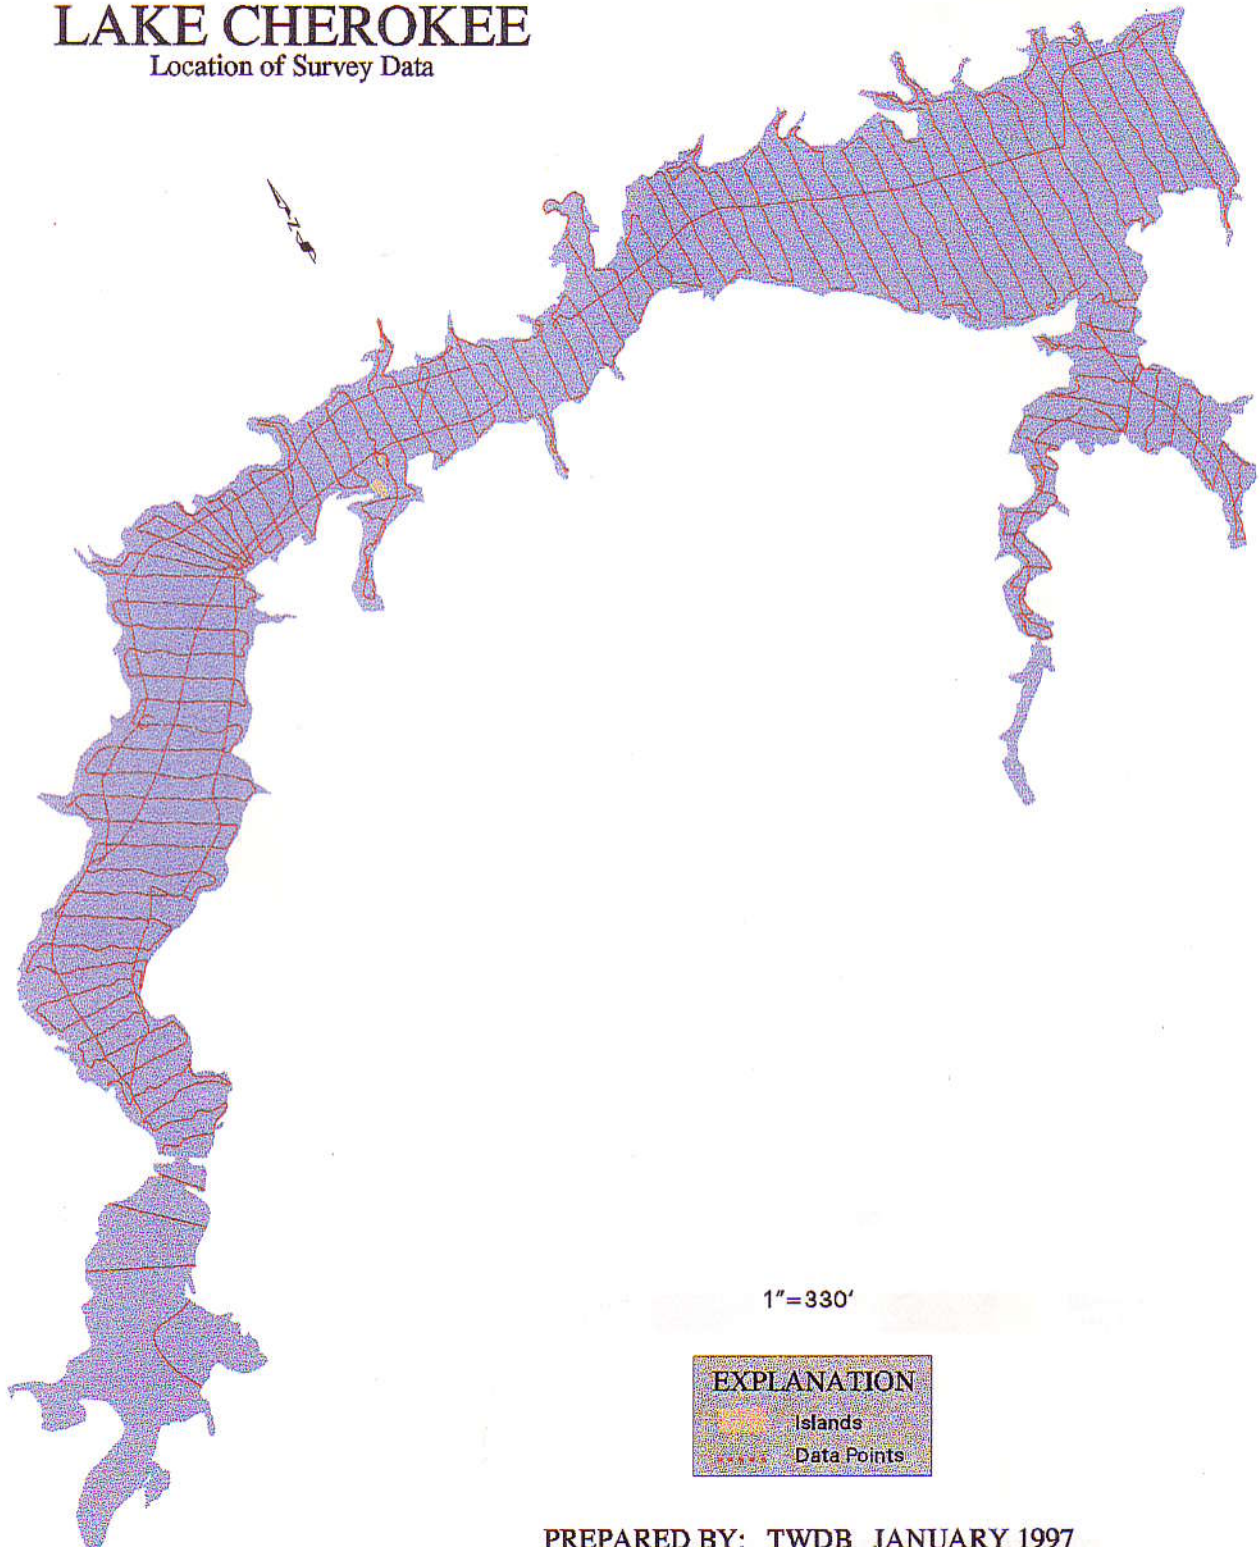 LAKE CHEROKEE
Location of Survey Data
N
1"=330'
EXPLANATION
Islands
Data Points
PREPARED BY: TWDB JANUARY 1997